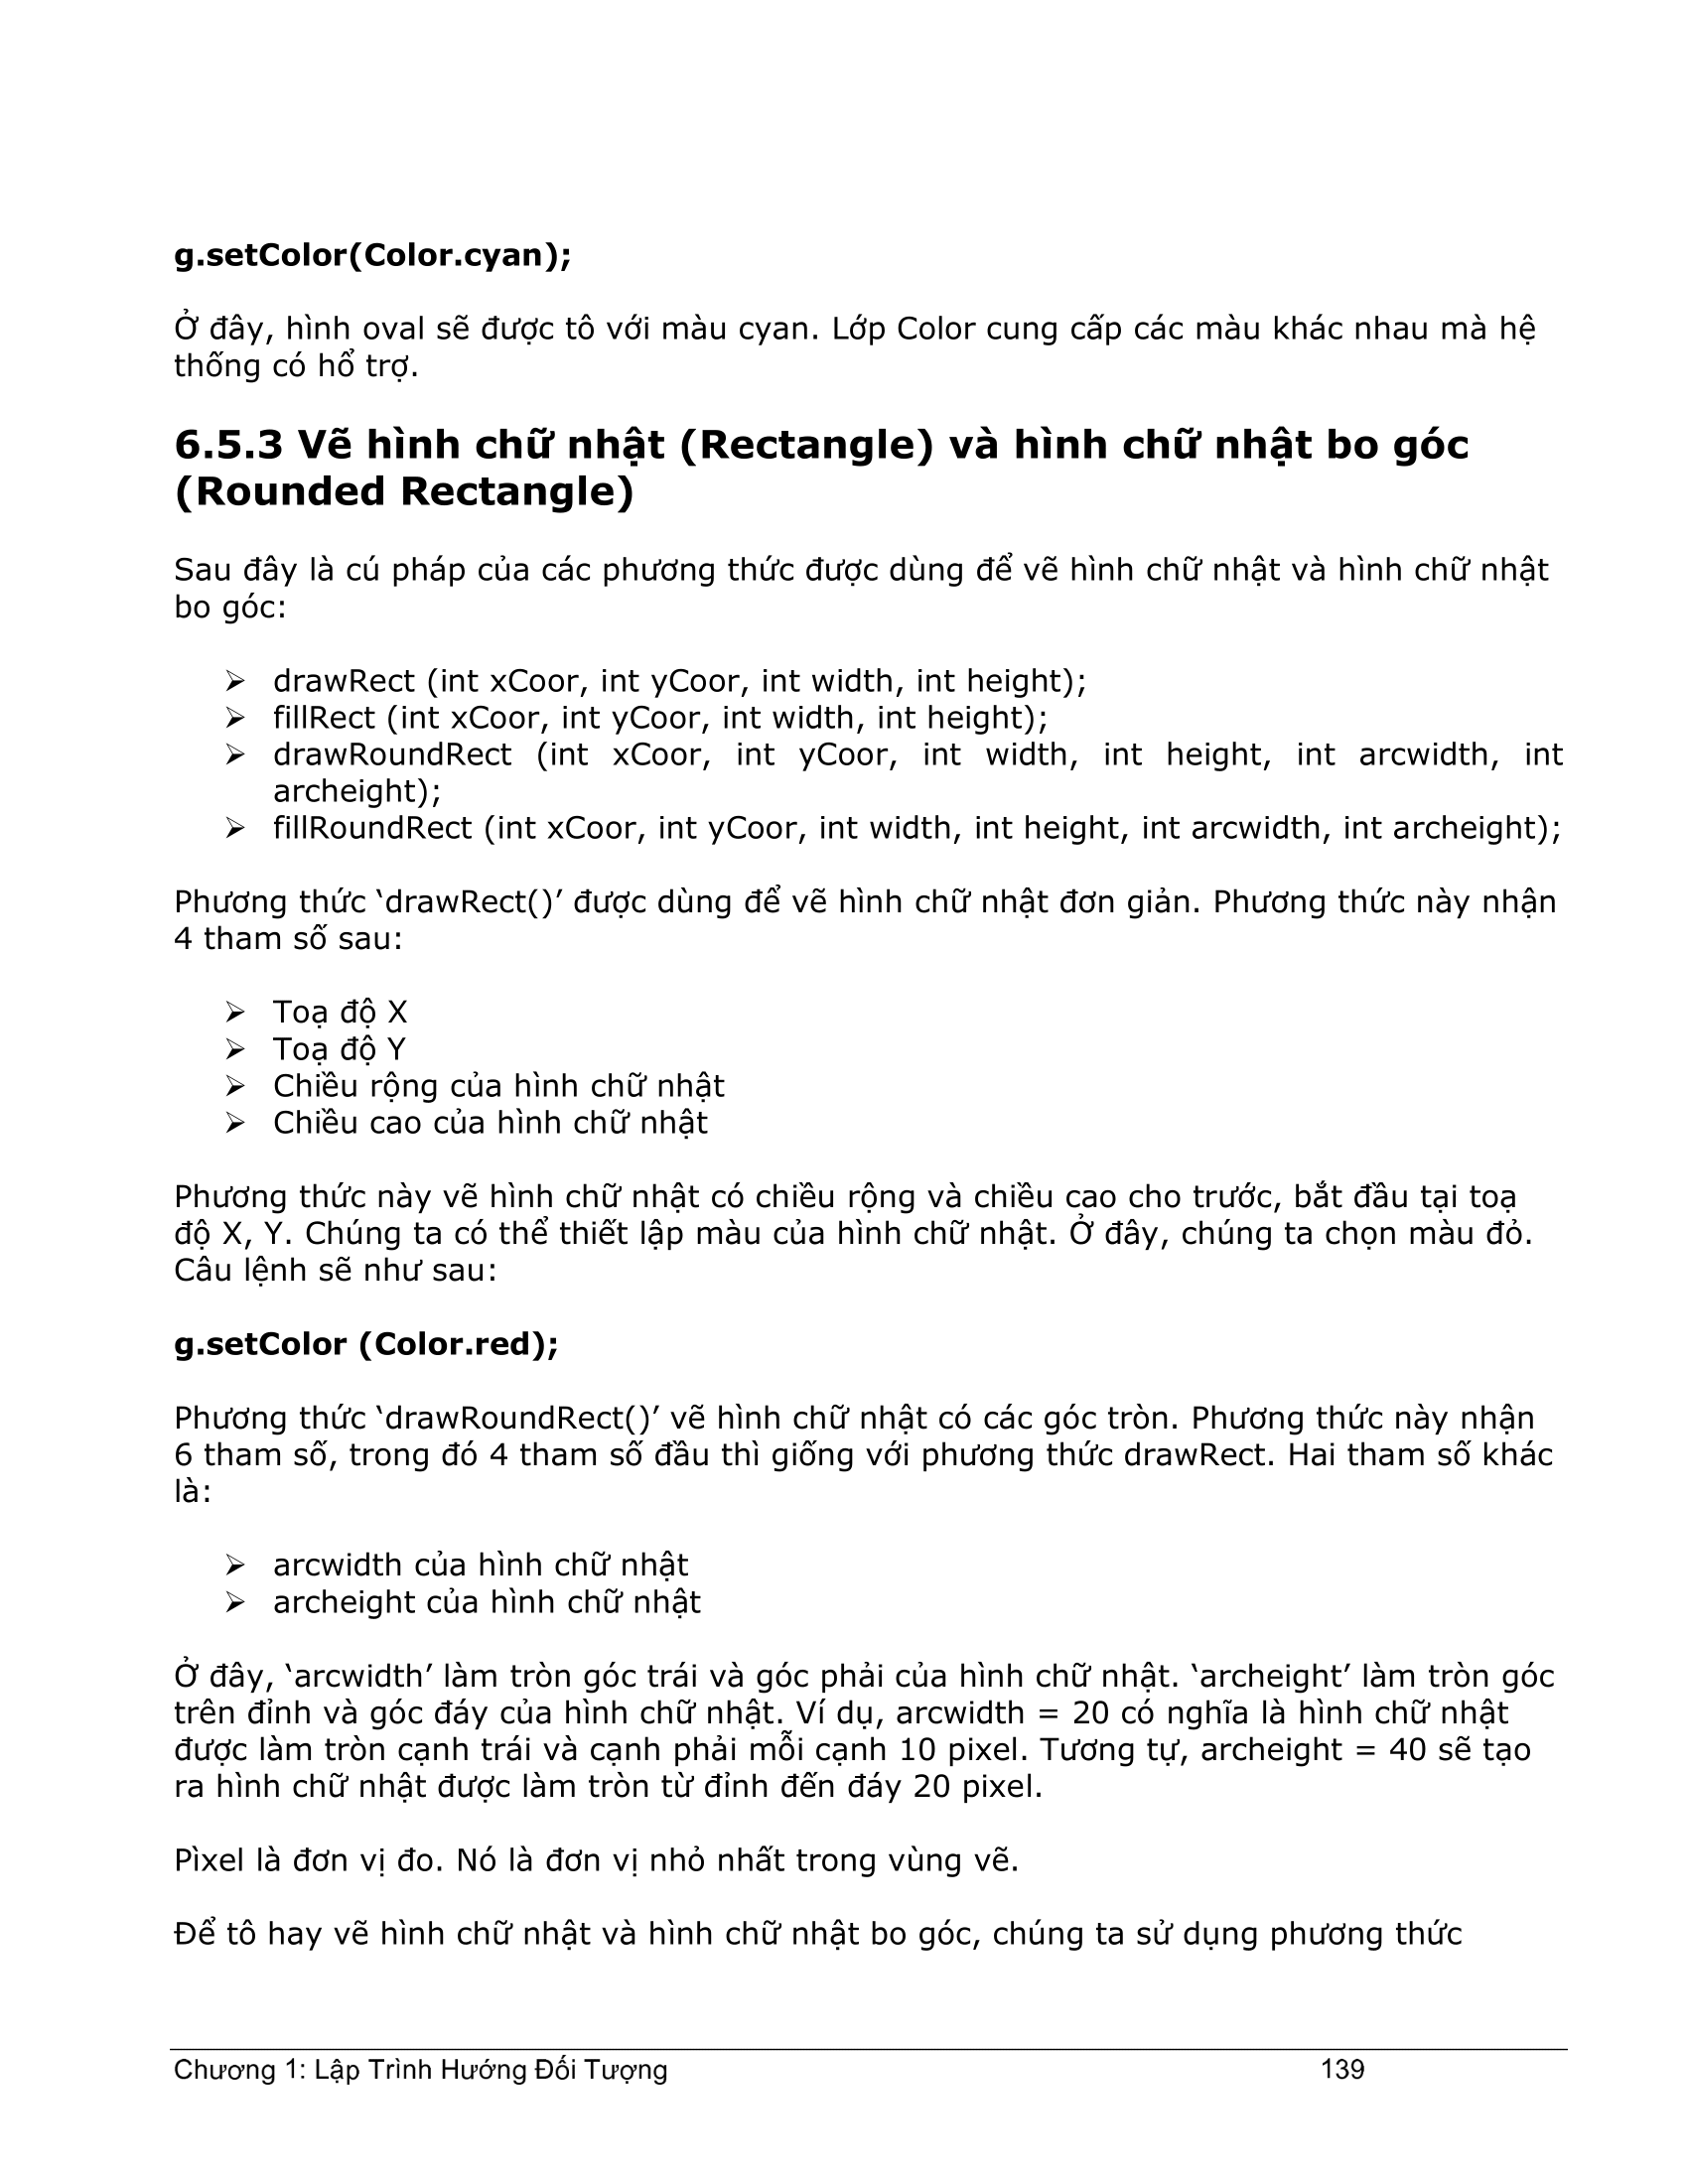 g.setColor(Color.cyan);
Ở đây, hình oval sẽ được tô với màu cyan. Lớp Color cung cấp các màu khác nhau mà hệ
thống có hổ trợ.
6.5.3 Vẽ hình chữ nhật (Rectangle) và hình chữ nhật bo góc
(Rounded Rectangle)
Sau đây là cú pháp của các phương thức được dùng để vẽ hình chữ nhật và hình chữ nhật
bo góc:
➢ drawRect (int xCoor, int yCoor, int width, int height);
➢ fillRect (int xCoor, int yCoor, int width, int height);
➢ drawRoundRect (int xCoor, int yCoor, int width, int height, int arcwidth, int
archeight);
➢ fillRoundRect (int xCoor, int yCoor, int width, int height, int arcwidth, int archeight);
Phương thức ‘drawRect()’ được dùng để vẽ hình chữ nhật đơn giản. Phương thức này nhận
4 tham số sau:
➢ Toạ độ X
➢ Toạ độ Y
➢ Chiều rộng của hình chữ nhật
➢ Chiều cao của hình chữ nhật
Phương thức này vẽ hình chữ nhật có chiều rộng và chiều cao cho trước, bắt đầu tại toạ
độ X, Y. Chúng ta có thể thiết lập màu của hình chữ nhật. Ở đây, chúng ta chọn màu đỏ.
Câu lệnh sẽ như sau:
g.setColor (Color.red);
Phương thức ‘drawRoundRect()’ vẽ hình chữ nhật có các góc tròn. Phương thức này nhận
6 tham số, trong đó 4 tham số đầu thì giống với phương thức drawRect. Hai tham số khác
là:
➢ arcwidth của hình chữ nhật
➢ archeight của hình chữ nhật
Ở đây, ‘arcwidth’ làm tròn góc trái và góc phải của hình chữ nhật. ‘archeight’ làm tròn góc
trên đỉnh và góc đáy của hình chữ nhật. Ví dụ, arcwidth = 20 có nghĩa là hình chữ nhật
được làm tròn cạnh trái và cạnh phải mỗi cạnh 10 pixel. Tương tự, archeight = 40 sẽ tạo
ra hình chữ nhật được làm tròn từ đỉnh đến đáy 20 pixel.
Pìxel là đơn vị đo. Nó là đơn vị nhỏ nhất trong vùng vẽ.
Để tô hay vẽ hình chữ nhật và hình chữ nhật bo góc, chúng ta sử dụng phương thức
Chương 1: Lập Trình Hướng Đối Tượng 139